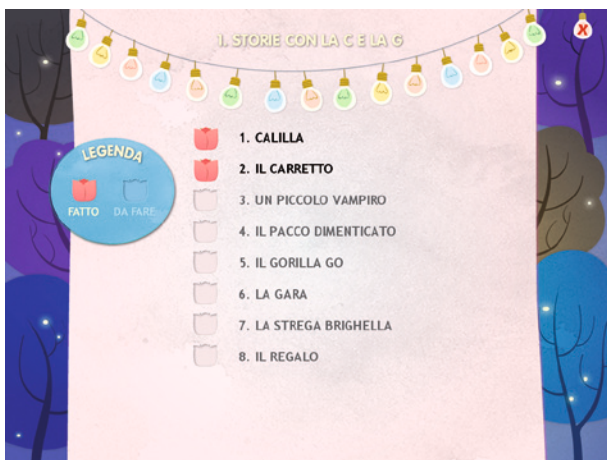 1. STORIE CON LA C E LA G
X
LEGENDA
FATTO DA FARE
1. CALILLA
2. IL CARRETTO
3. UN PICCOLO VAMPIRO
4. IL PACCO DIMENTICATO
5. IL GORILLA GO
6. LA GARA
7. LA STREGA BRIGHELLA
8. IL REGALO